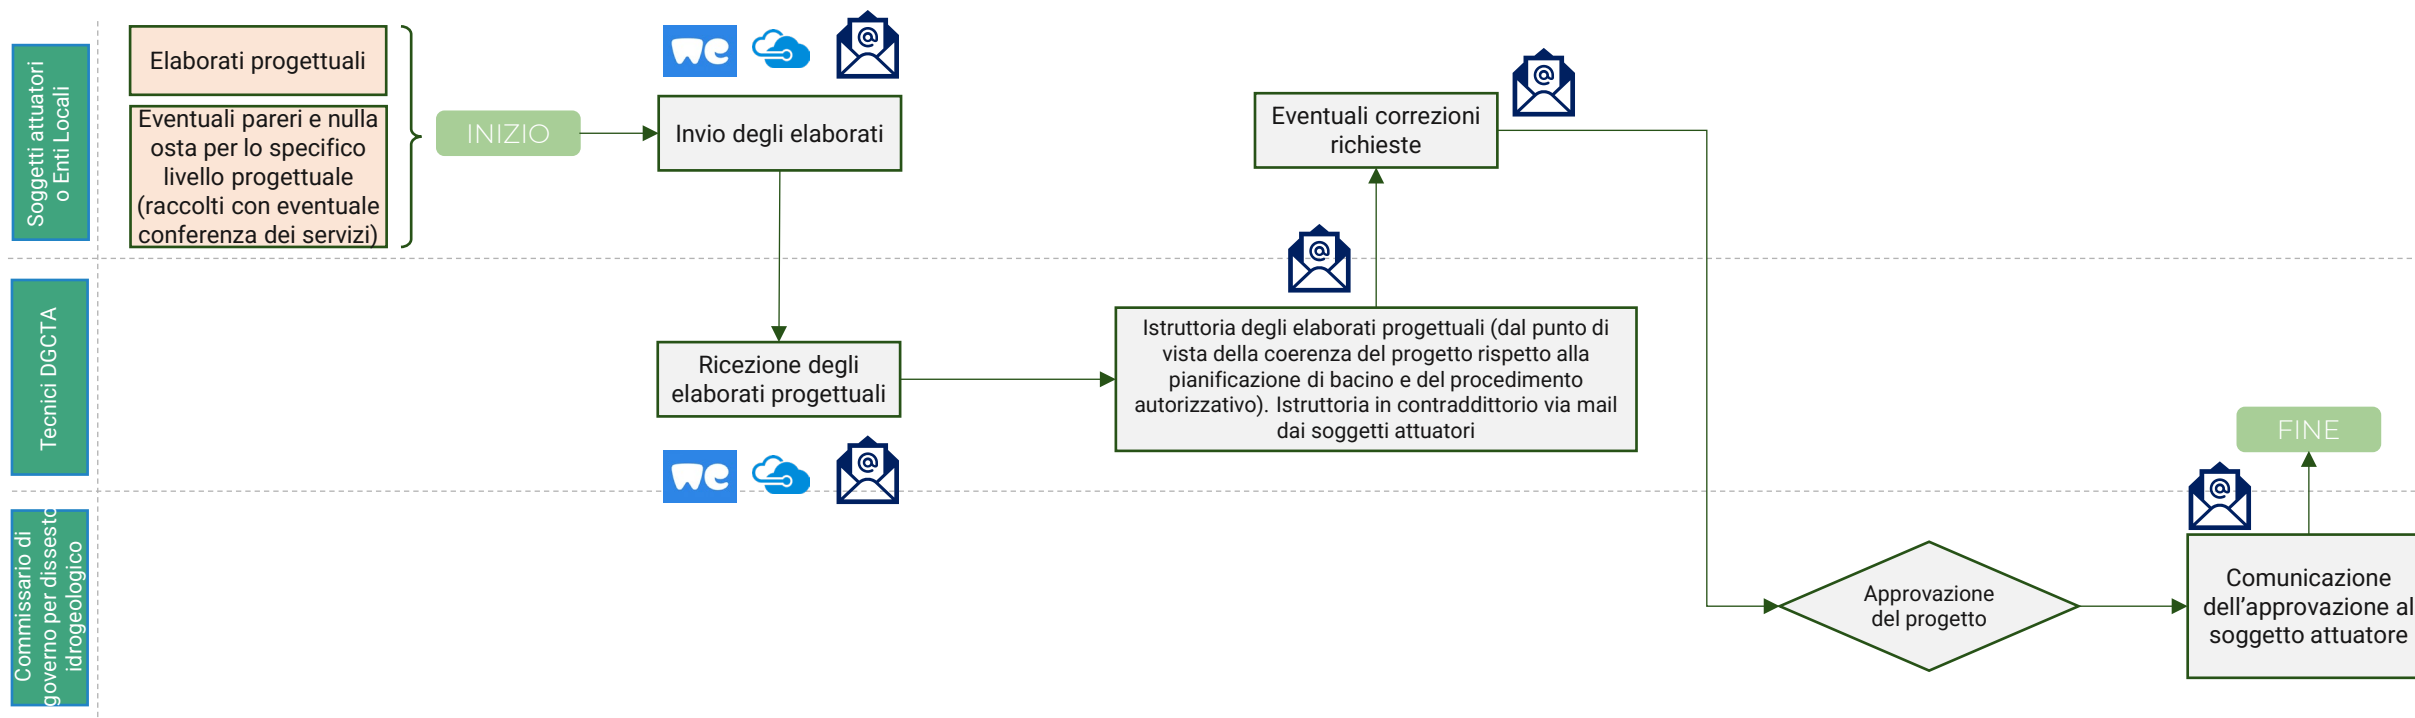 Soggetti attuatori
o Enti Locali
Elaborati progettuali
Eventuali pareri e nulla
osta per lo specifico
livello progettuale
(raccolti con eventuale
conferenza dei servizi)
INIZIO
we
@
Invio degli elaborati
Eventuali correzioni
richieste
@
@
Tecnici DGCTA
Ricezione degli
elaborati progettuali
we
@
Istruttoria degli elaborati progettuali (dal punto di
vista della coerenza del progetto rispetto alla
pianificazione di bacino e del procedimento
autorizzativo). Istruttoria in contraddittorio via mail
dai soggetti attuatori
FINE
@
Commissario di
governo per dissesto
idrogeologico
Approvazione
del progetto
Comunicazione
dell’approvazione al
soggetto attuatore